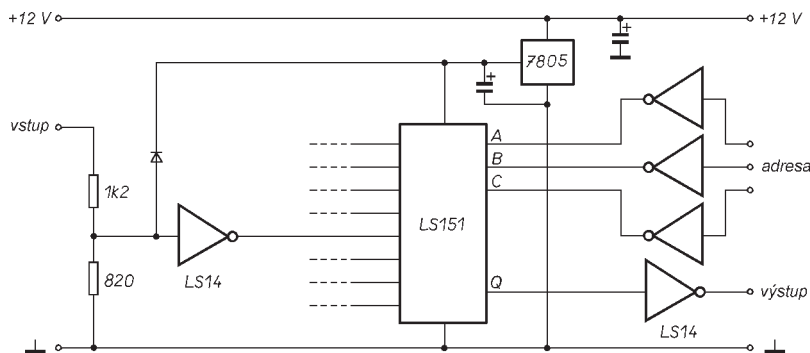 +12 V
+12 V
7805
+
+
vstup
A
B
C
adresa
1k2
LS151
LS14
820
Q
výstup
LS14